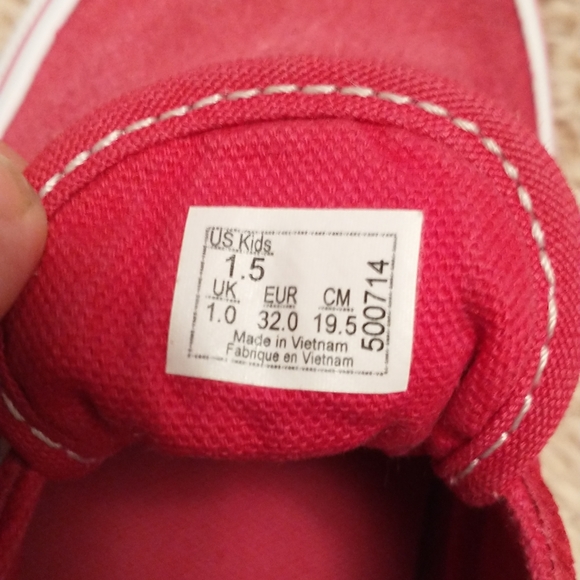 US Kids
1.5
UK EUR CM
1.0 32.0 19.5
Made in Vietnam
Fabrique en Vietnam
500714